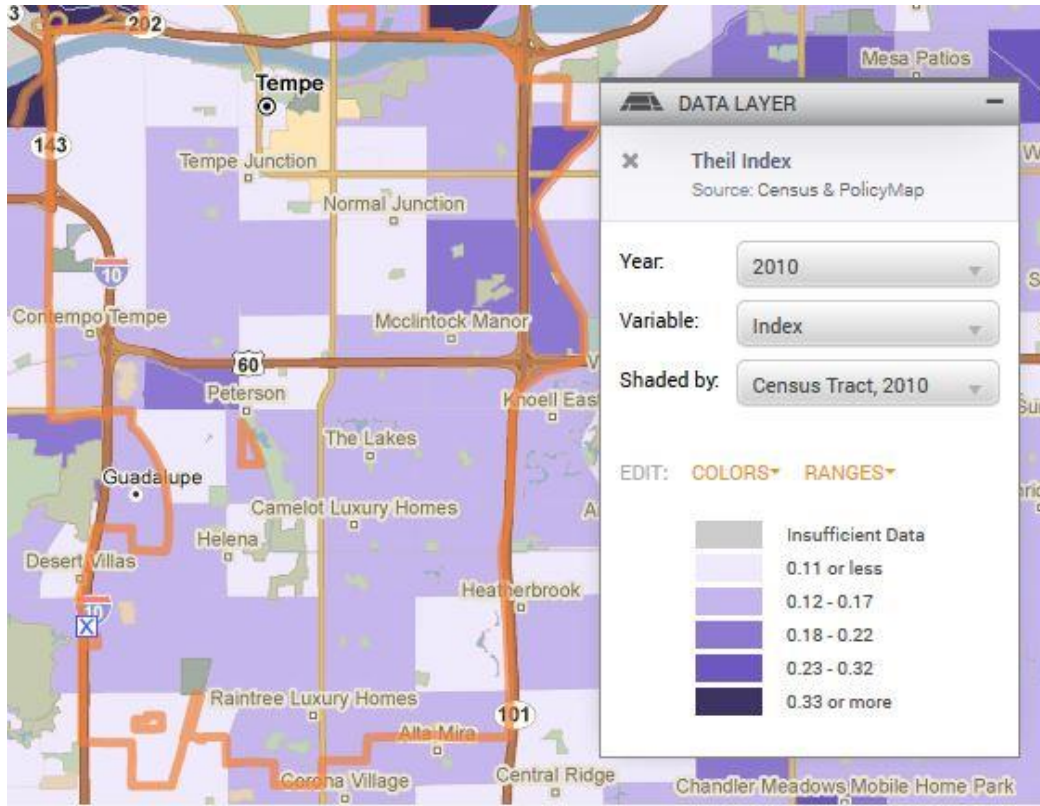 3
202
Mesa Patios
Tempe
DATA LAYER
143
Tempe Junction
Theil Index
W
Source: Census & PolicyMap
Normal Junction
Year:
2010
10
S
Contempo Tempe
Mcclintock Manor
Variable:
Index
60
V
Peterson
Shaded by:
Census Tract, 2010
Knoell East
Su
The Lakes
Guadalupe
EDIT: COLORS RANGES
Camelot Luxury Homes
A
Insufficient Data
Helena
0.11 or less
Desert Villas
Heatherbrook
0.12 - 0.17
10
X
0.18 - 0.22
0.23 - 0.32
Raintree Luxury Homes
0.33 or more
101
Alta Mira
Corona Village
Central Ridge
Chandler Meadows Mobile Home Park